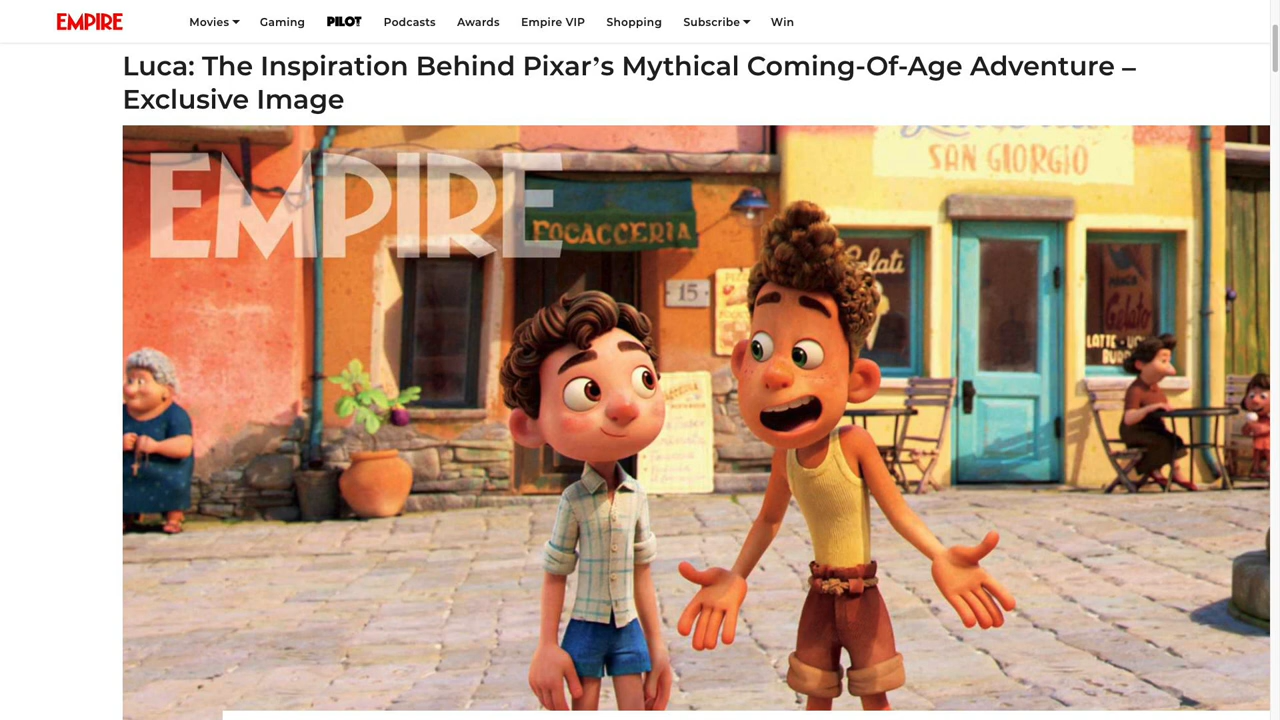 EMPIRE
Movies
Gaming
PILOT
Podcasts
Awards
Empire VIP
Shopping
Subscribe
Win
Luca: The Inspiration Behind Pixar’s Mythical Coming-Of-Age Adventure –
Exclusive Image
EMPIRE
SAN GIORGIO
FOCACCERIA
15
Gelati
Gelato
LATTE